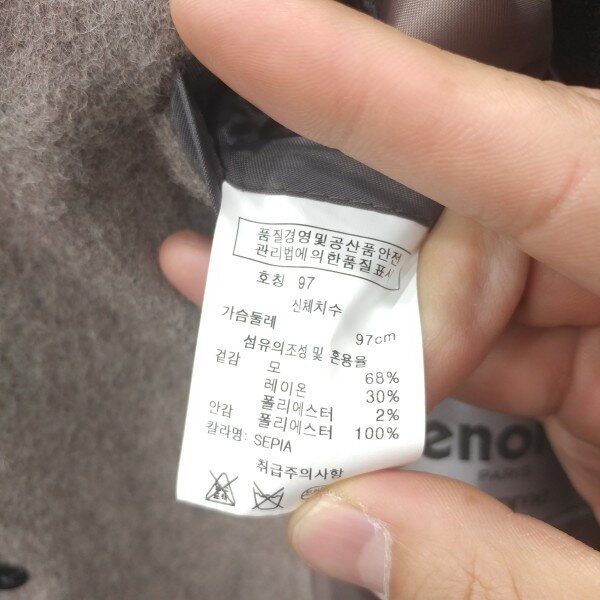 품질경영및공산품안전
관리법에의한품질표시
호칭 97
신체치수
가슴둘레 97cm
섬유의조성 및 혼용율
겉감 모 68%
레이온 30%
폴리에스터 2%
안감 폴리에스터 100%
칼라명: SEPIA
취급주의사항
PARIS